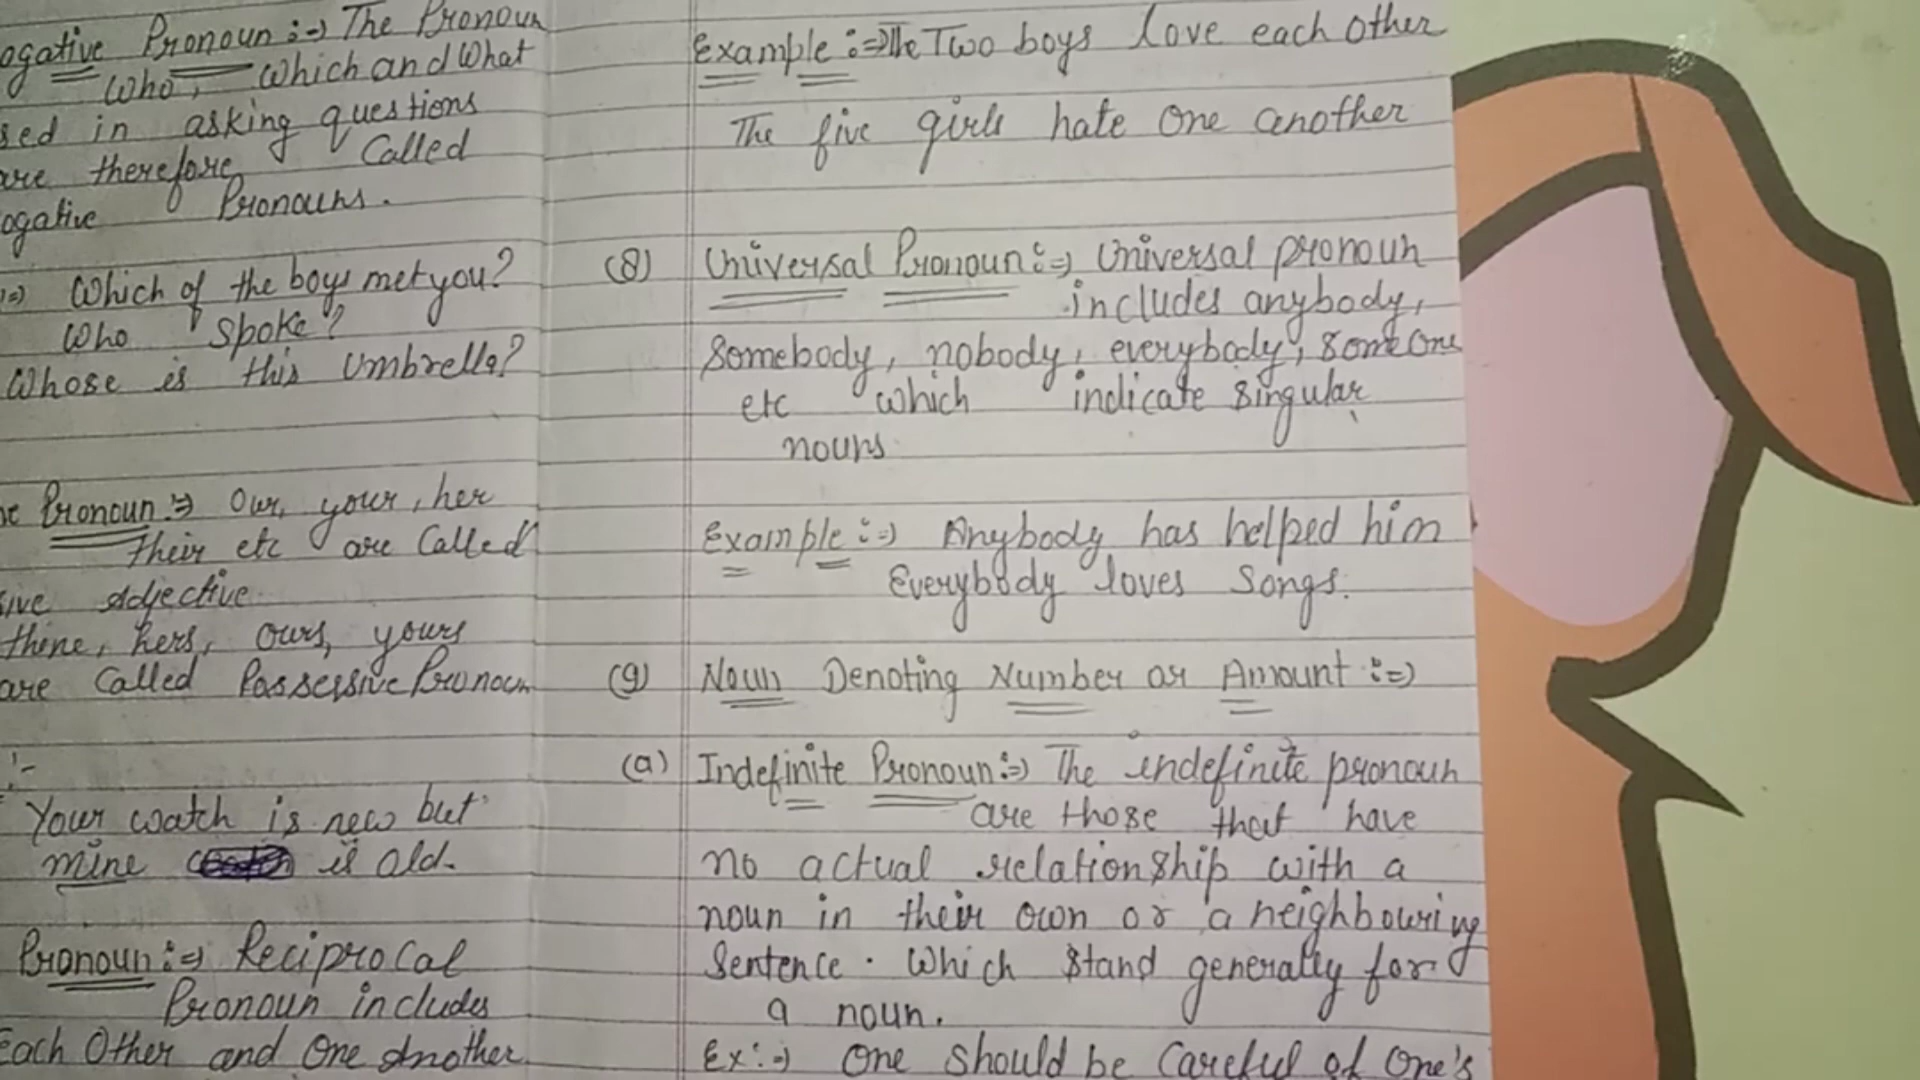 ogative Pronoun :⇒ The Pronoun
Who, Which and What
sed in asking questions
are therefore Called
ogative Pronouns.
⇒) Which of the boys met you?
Who spoke?
Whose is this Umbrella?
Pronoun :⇒ Our, your, her
their etc are Called
sive Adjective
thine, hers, ours, yours
are Called Possessive Pronoun
:-
Your watch is new but
mine is old.
Pronoun :⇒ Reciprocal
Pronoun includes
Each Other and One Another
Example :⇒ The Two boys love each other
The five girls hate One another
(8) Universal Pronoun :⇒ Universal pronoun
includes anybody,
Somebody, nobody, everybody, Someone
etc which indicate singular
nouns
Example :⇒ Anybody has helped him
Everybody loves Songs.
(9) Noun Denoting Number or Amount :⇒
(a) Indefinite Pronoun :⇒ The indefinite pronoun
are those that have
no actual relationship with a
noun in their own or a neighbouring
Sentence. Which stand generally for
a noun.
Ex :⇒ One should be Careful of One's